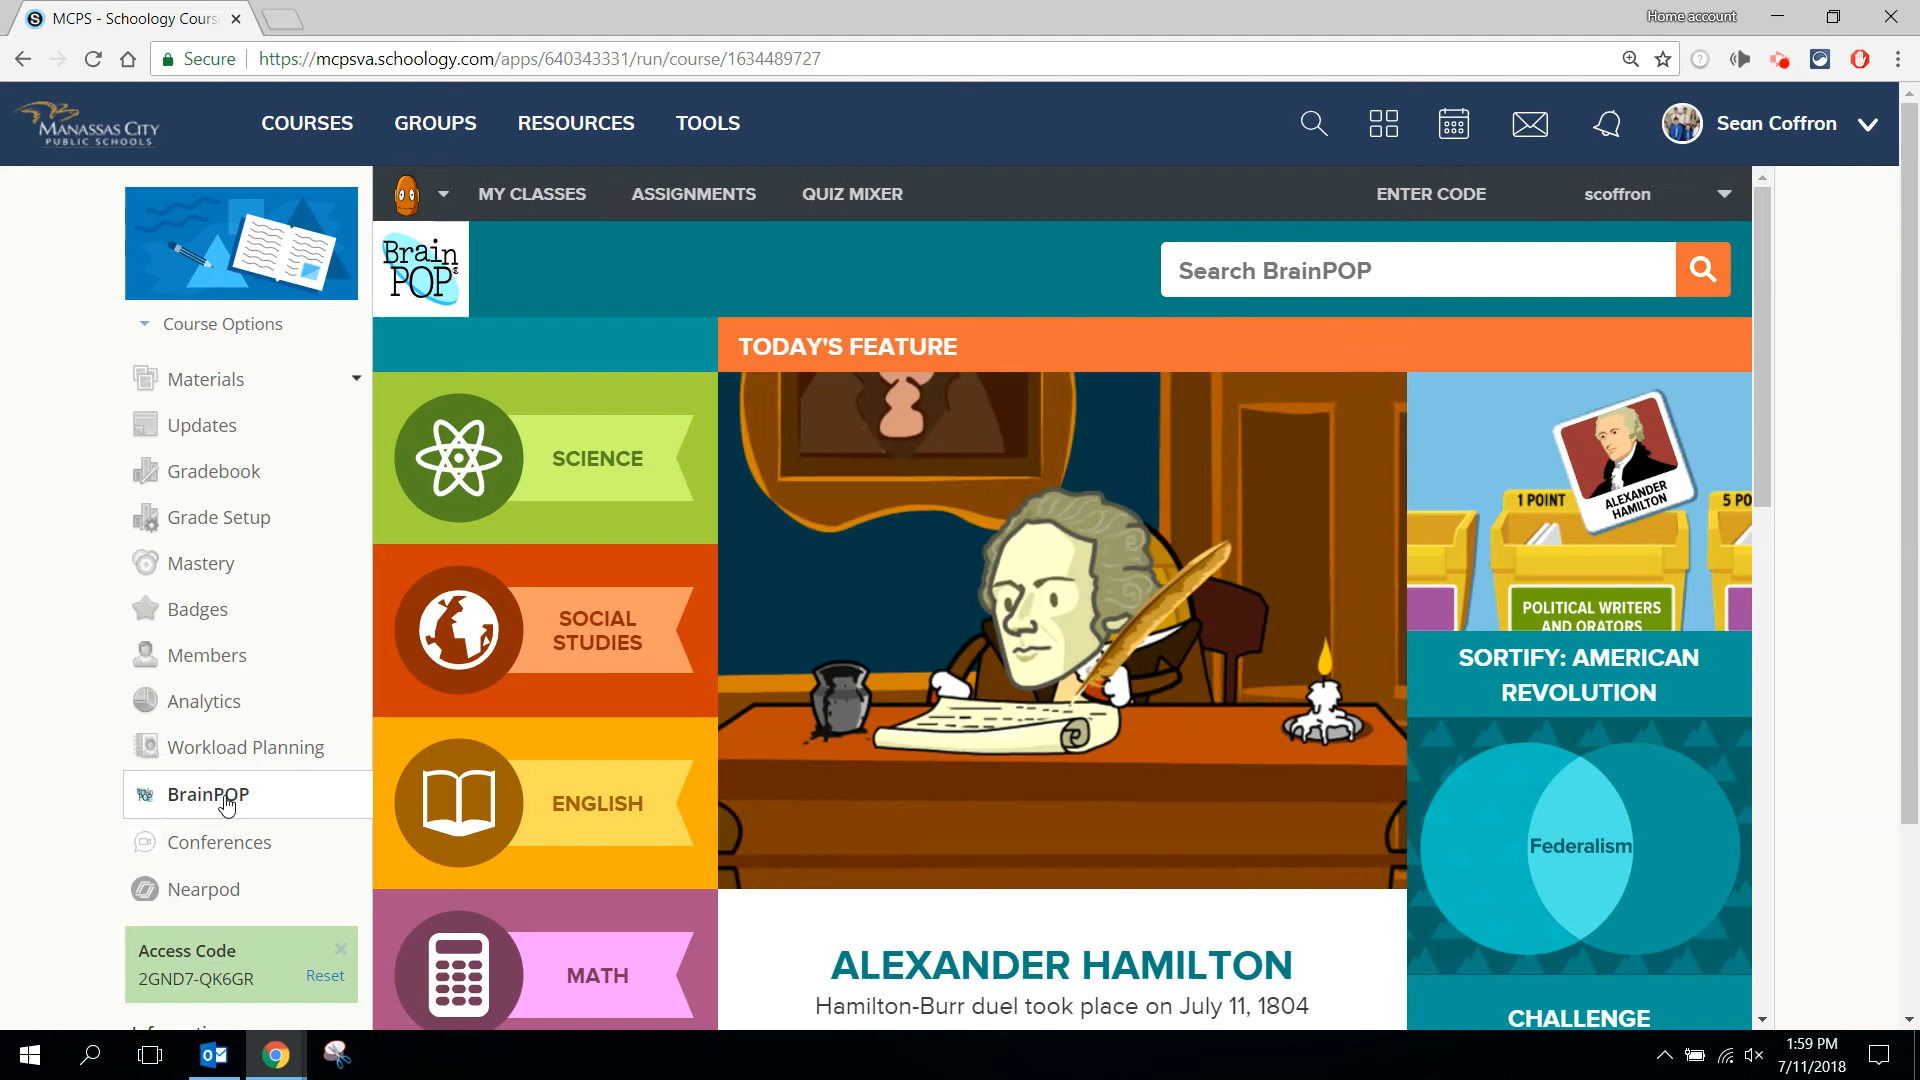 MCPS - Schoology Cours
Home account
Secure
https://mcpsva.schoology.com/apps/640343331/run/course/1634489727
MANASSAS CITY
PUBLIC SCHOOLS
COURSES
GROUPS
RESOURCES
TOOLS
Sean Coffron
MY CLASSES
ASSIGNMENTS
QUIZ MIXER
ENTER CODE
scoffron
Brain
POP®
Search BrainPOP
Course Options
Materials
Updates
Gradebook
Grade Setup
Mastery
Badges
Members
Analytics
Workload Planning
BrainPOP
Conferences
Nearpod
Access Code
2GND7-QK6GR
Reset
TODAY'S FEATURE
SCIENCE
SOCIAL
STUDIES
ENGLISH
MATH
ALEXANDER HAMILTON
Hamilton-Burr duel took place on July 11, 1804
ALEXANDER
HAMILTON
1 POINT
5 PO
POLITICAL WRITERS
AND ORATORS
SORTIFY: AMERICAN
REVOLUTION
Federalism
CHALLENGE
1:59 PM
7/11/2018